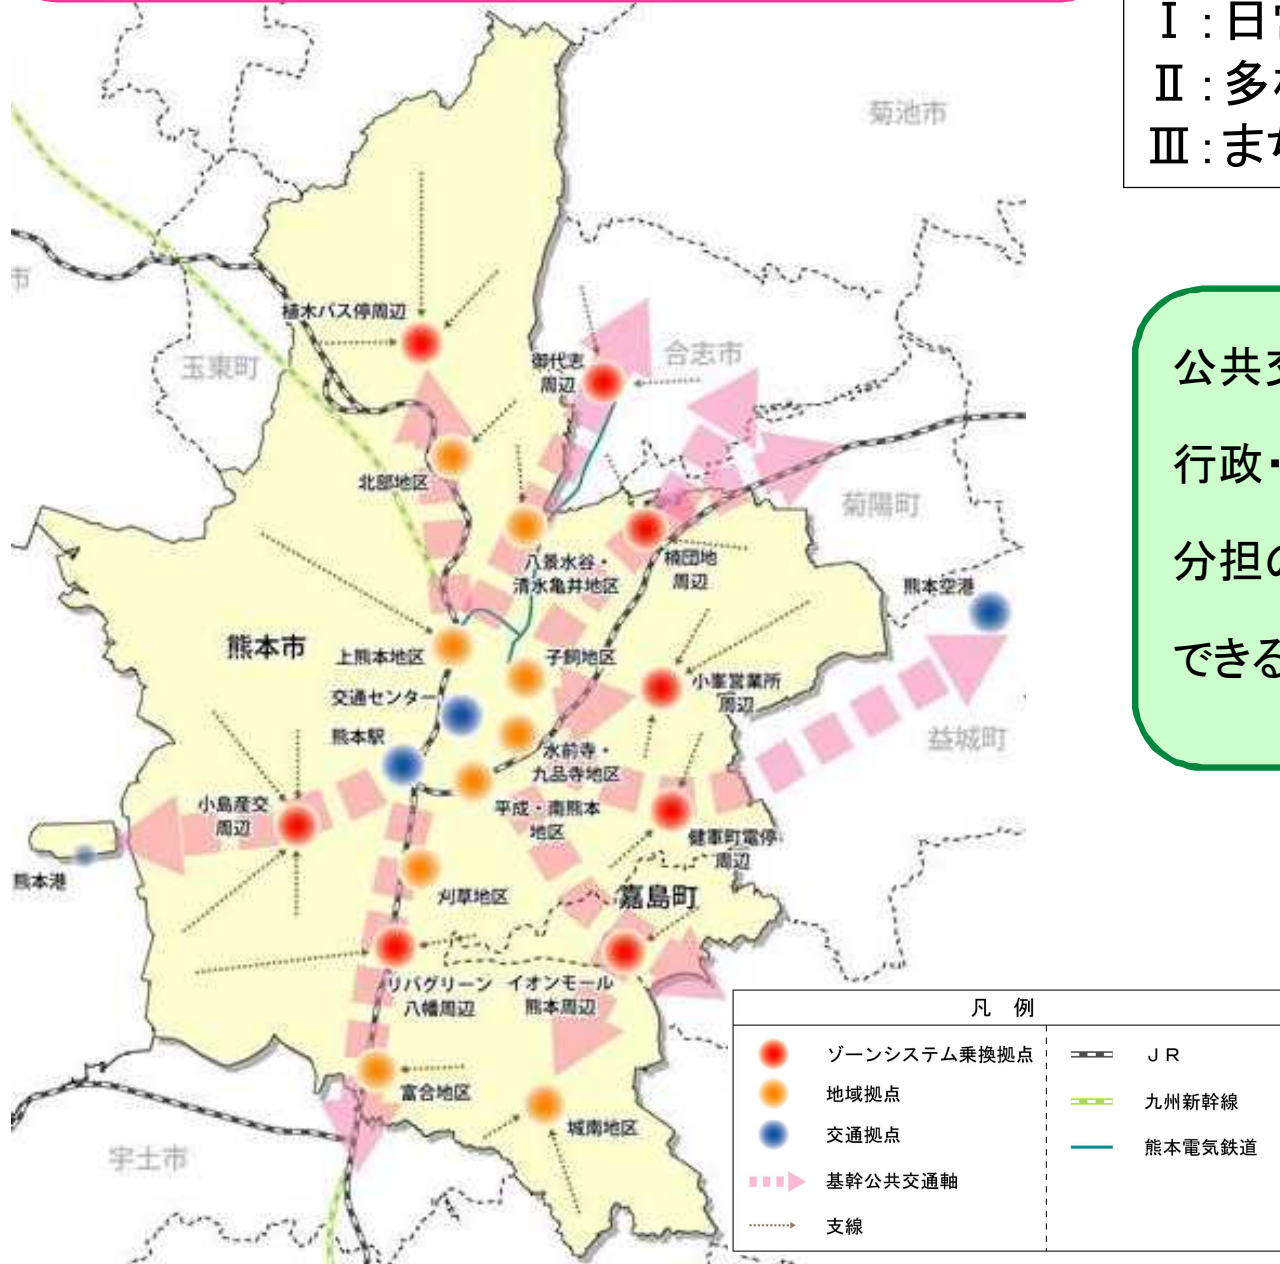 Ⅰ:日
Ⅱ:多
Ⅲ:ま
菊池市
市
植木バス停周辺
玉東町
御代志
周辺
合志市
公共
北部地区
行政・
菊陽町
八景水谷・
清水亀井地区
楠団地
周辺
分担の
熊本空港
熊本市
上熊本地区
子飼地区
できる
交通センター
小峯営業所
周辺
熊本駅
水前寺・
九品寺地区
益城町
小島産交
周辺
平成・南熊本
地区
健軍町電停
周辺
熊本港
刈草地区
嘉島町
リバグリーン
八幡周辺
イオンモール
熊本周辺
富合地区
城南地区
宇土市
凡 例
ゾーンシステム乗換拠点
地域拠点
交通拠点
基幹公共交通軸
支線
JR
九州新幹線
熊本電気鉄道